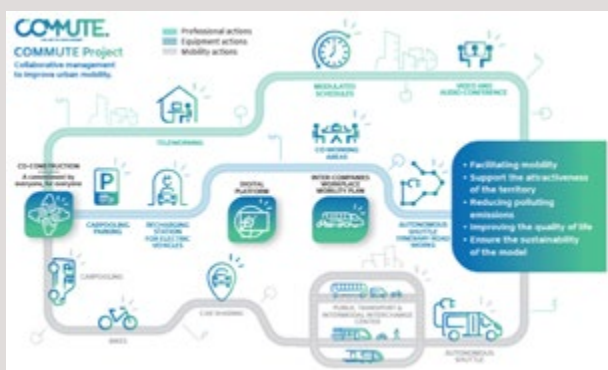 COMMUTE.
COMMUTE Project
Collaborative management
to improve urban mobility.
Professional actions
Equipment actions
Mobility actions
MODULATED
SCHEDULES
VIDEO AND
AUDIO-CONFERENCE
TELEWORKING
CO-WORKING
AREAS
CO-CONSTRUCTION
A commitment by
everyone, for everyone
P
CARPOOLING
PARKING
RECHARGING
STATION
FOR ELECTRIC
VEHICLES
DIGITAL
PLATFORM
INTER COMPANIES
WORKPLACE
MOBILITY PLAN
AUTONOMOUS
SHUTTLE
ITINERARY ROAD
WORKS
• Facilitating mobility
• Support the attractiveness
of the territory
• Reducing polluting
emissions
• Improving the quality of life
• Ensure the sustainability
of the model
CARPOOLING
BIKES
CAR SHARING
PUBLIC TRANSPORT &
INTERMODAL INTERCHANGE
CENTER
AUTONOMOUS
SHUTTLE